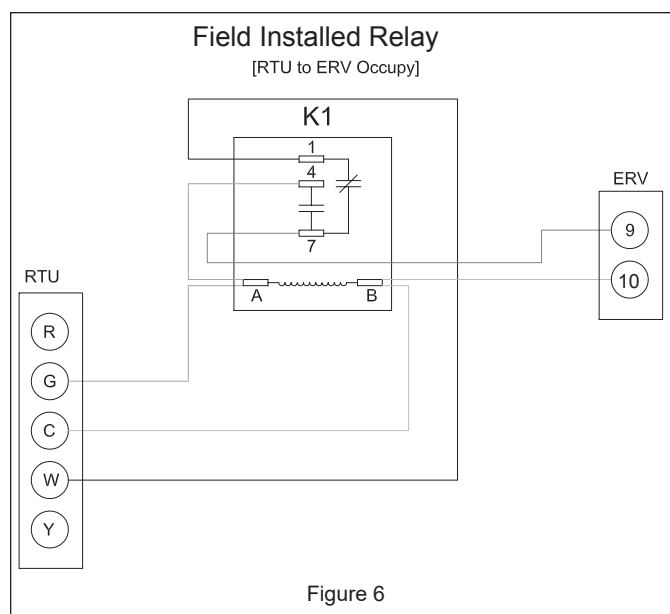 Field Installed Relay
[RTU to ERV Occupy]
K1
1
4
7
A
B
ERV
9
10
RTU
R
G
C
W
Y
Figure 6